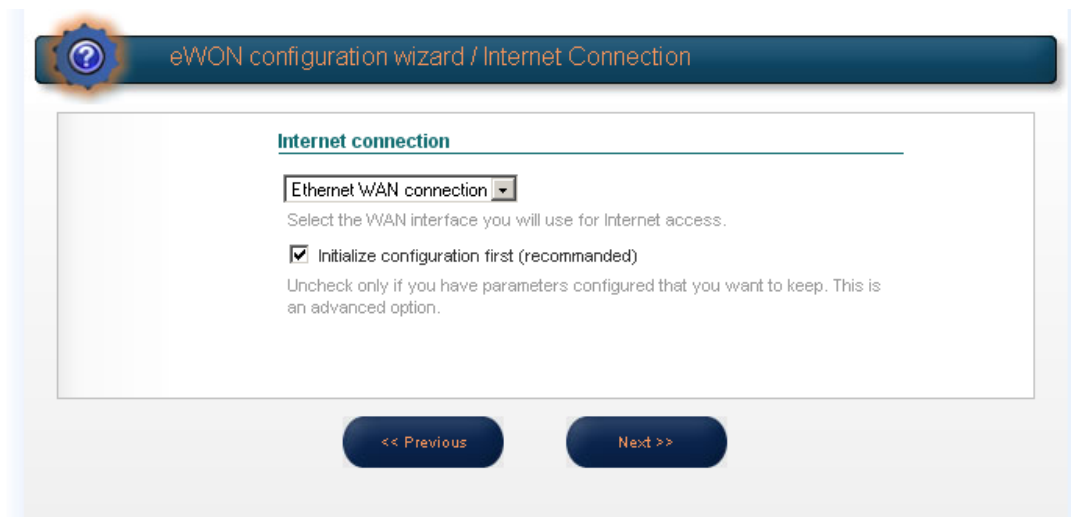 eWON configuration wizard / Internet Connection
Internet connection
Ethernet WAN connection
Select the WAN interface you will use for Internet access.
Initialize configuration first (recommanded)
Uncheck only if you have parameters configured that you want to keep. This is
an advanced option.
<< Previous
Next >>